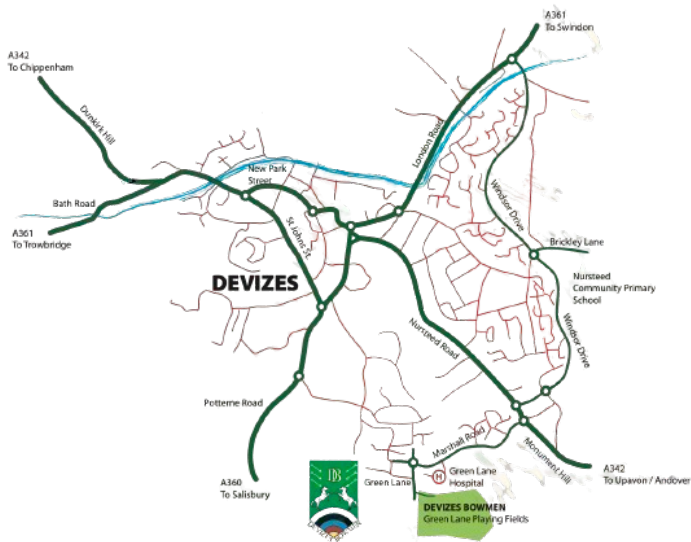 A361
To Swindon
A342
To Chippenham
Dunkirk Hill
London Road
New Park
Street
Bath Road
A361
To Trowbridge
St Johns St.
Windsor Drive
Brickley Lane
DEVIZES
Nursteed
Community Primary
School
Nursteed Road
Windsor Drive
Potterne Road
Marshall Road
Monument Hill
A342
To Upavon / Andover
A360
To Salisbury
DB
DEVIZES BOWMEN
Green Lane
H
Green Lane
Hospital
DEVIZES BOWMEN
Green Lane Playing Fields